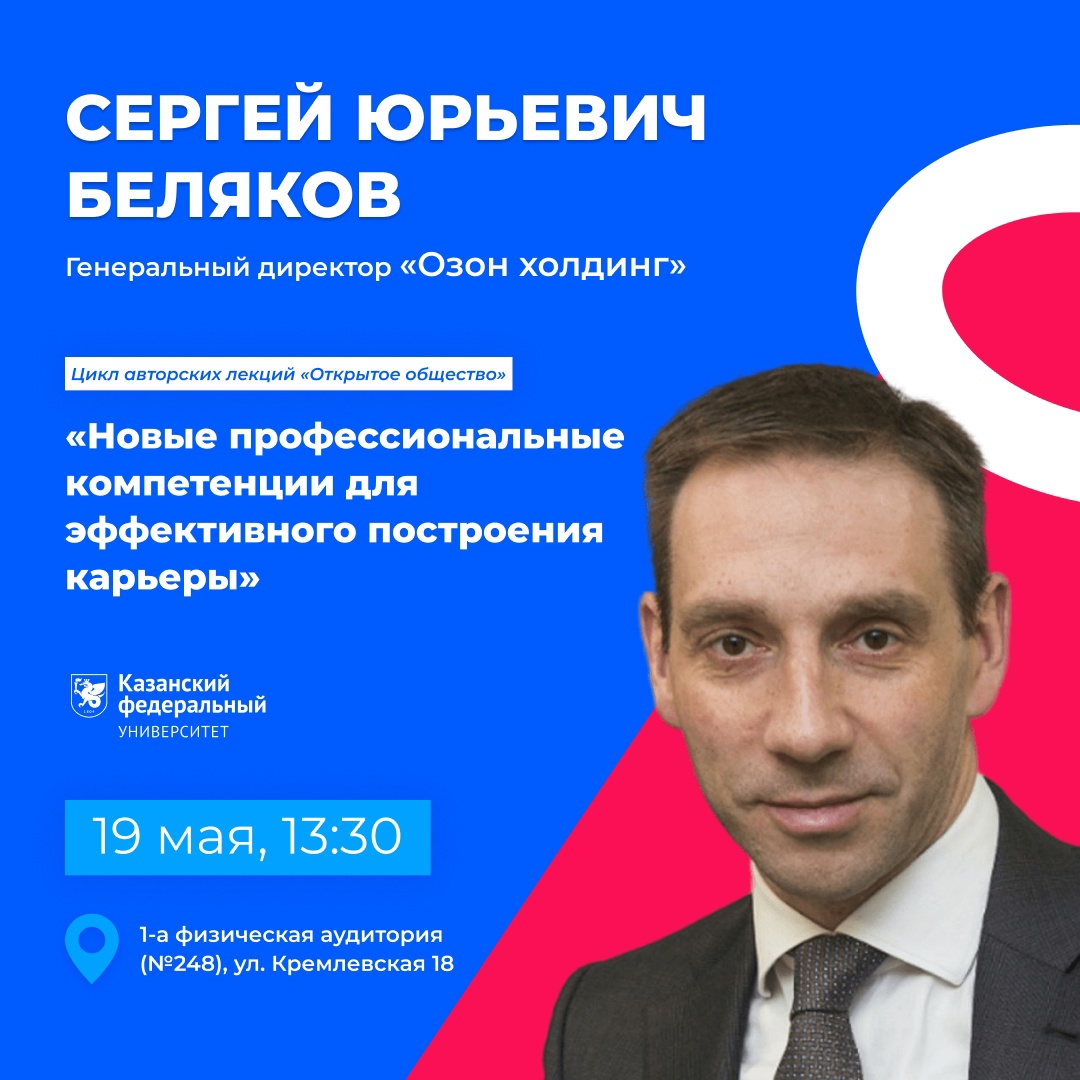 СЕРГЕЙ ЮРЬЕВИЧ
БЕЛЯКОВ
Генеральный директор «Озон холдинг»
Цикл авторских лекций «Открытое общество»
«Новые профессиональные
компетенции для
эффективного построения
карьеры»
Казанский
федеральный
УНИВЕРСИТЕТ
19 мая, 13:30
1-а физическая аудитория
(№248), ул. Кремлевская 18